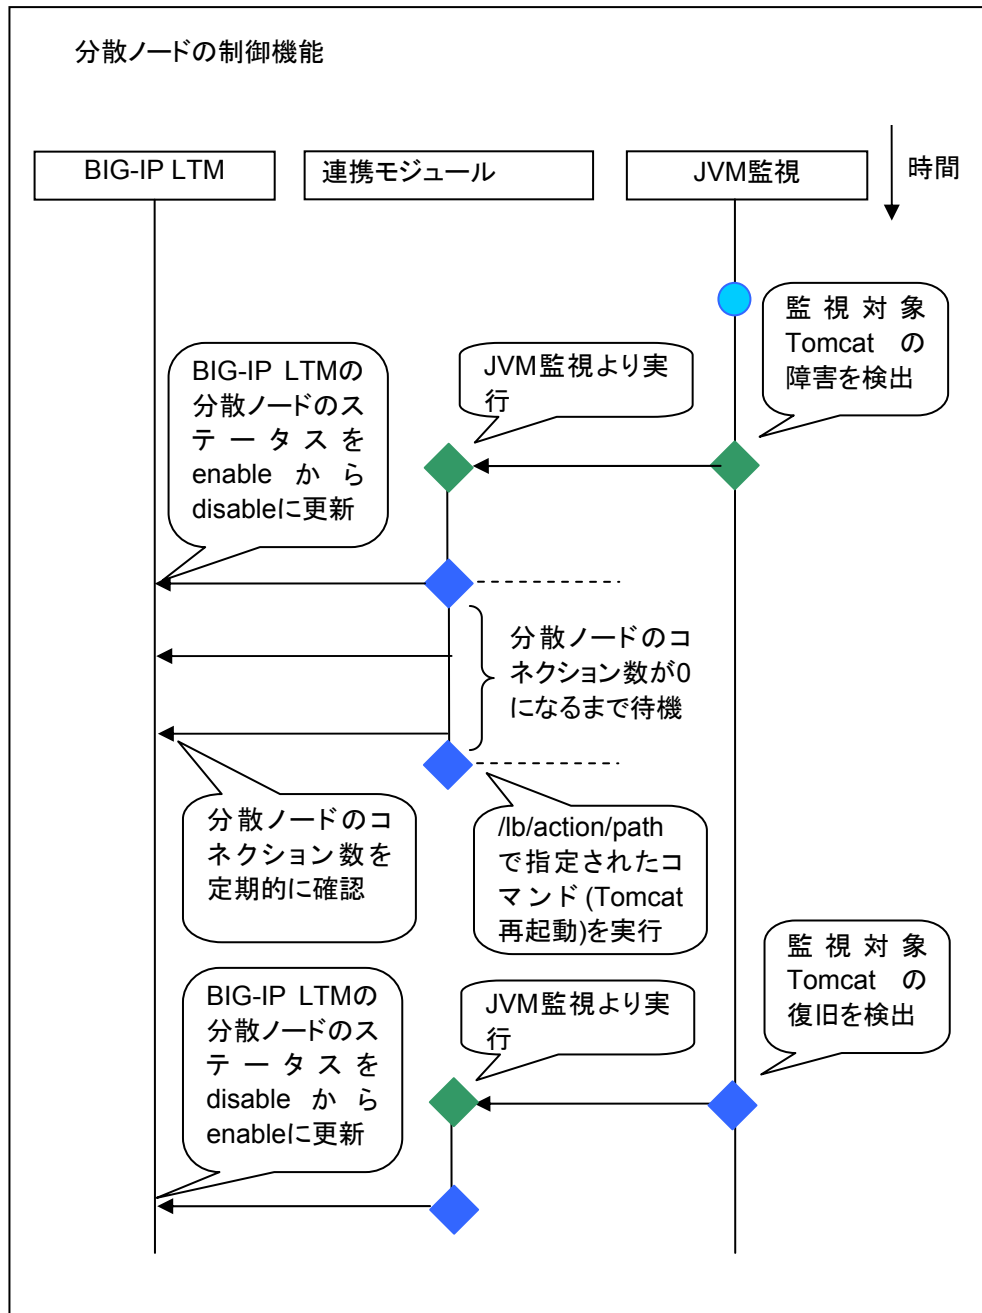 分散ノードの制御機能
BIG-IP LTM
連携モジュール
JVM監視
時間
監視対象
Tomcat の
障害を検出
JVM監視より実
行
BIG-IP LTMの
分散ノードのス
テータスを
enable から
disableに更新
分散ノードのコ
ネクション数が0
になるまで待機
分散ノードのコ
ネクション数を
定期的に確認
/lb/action/path
で指定されたコ
マンド(Tomcat
再起動)を実行
監視対象
Tomcat の
復旧を検出
JVM監視より実
行
BIG-IP LTMの
分散ノードのス
テータスを
disable から
enableに更新